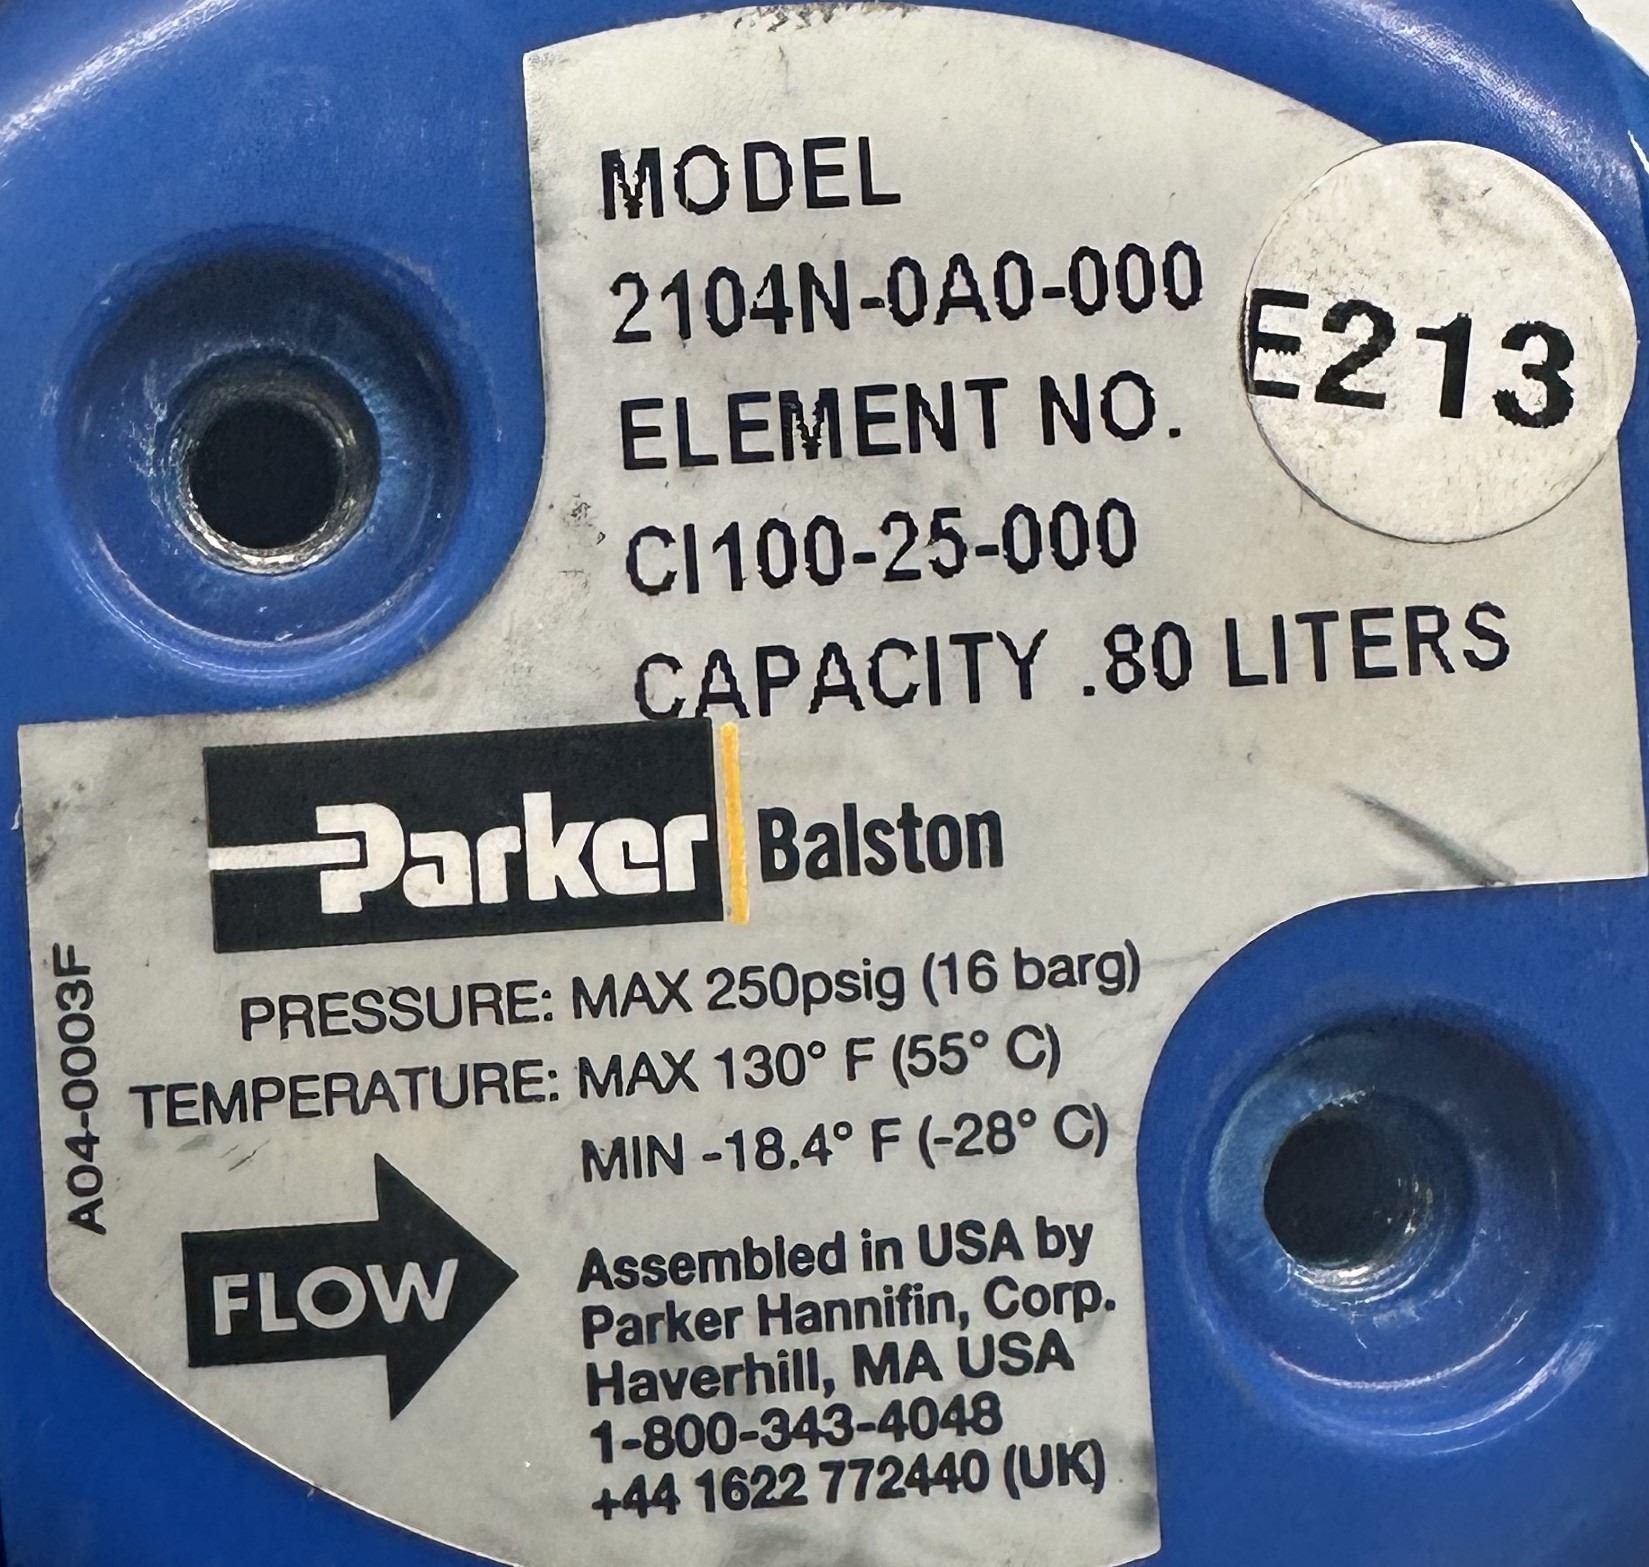 MODEL
2104N-0A0-000
E213
ELEMENT NO.
CI100-25-000
CAPACITY .80 LITERS
Parker Balston
A04-0003F
PRESSURE: MAX 250psig (16 barg)
TEMPERATURE: MAX 130° F (55° C)
MIN -18.4° F (-28° C)
FLOW
Assembled in USA by
Parker Hannifin, Corp.
Haverhill, MA USA
1-800-343-4048
+44 1622 772440 (UK)